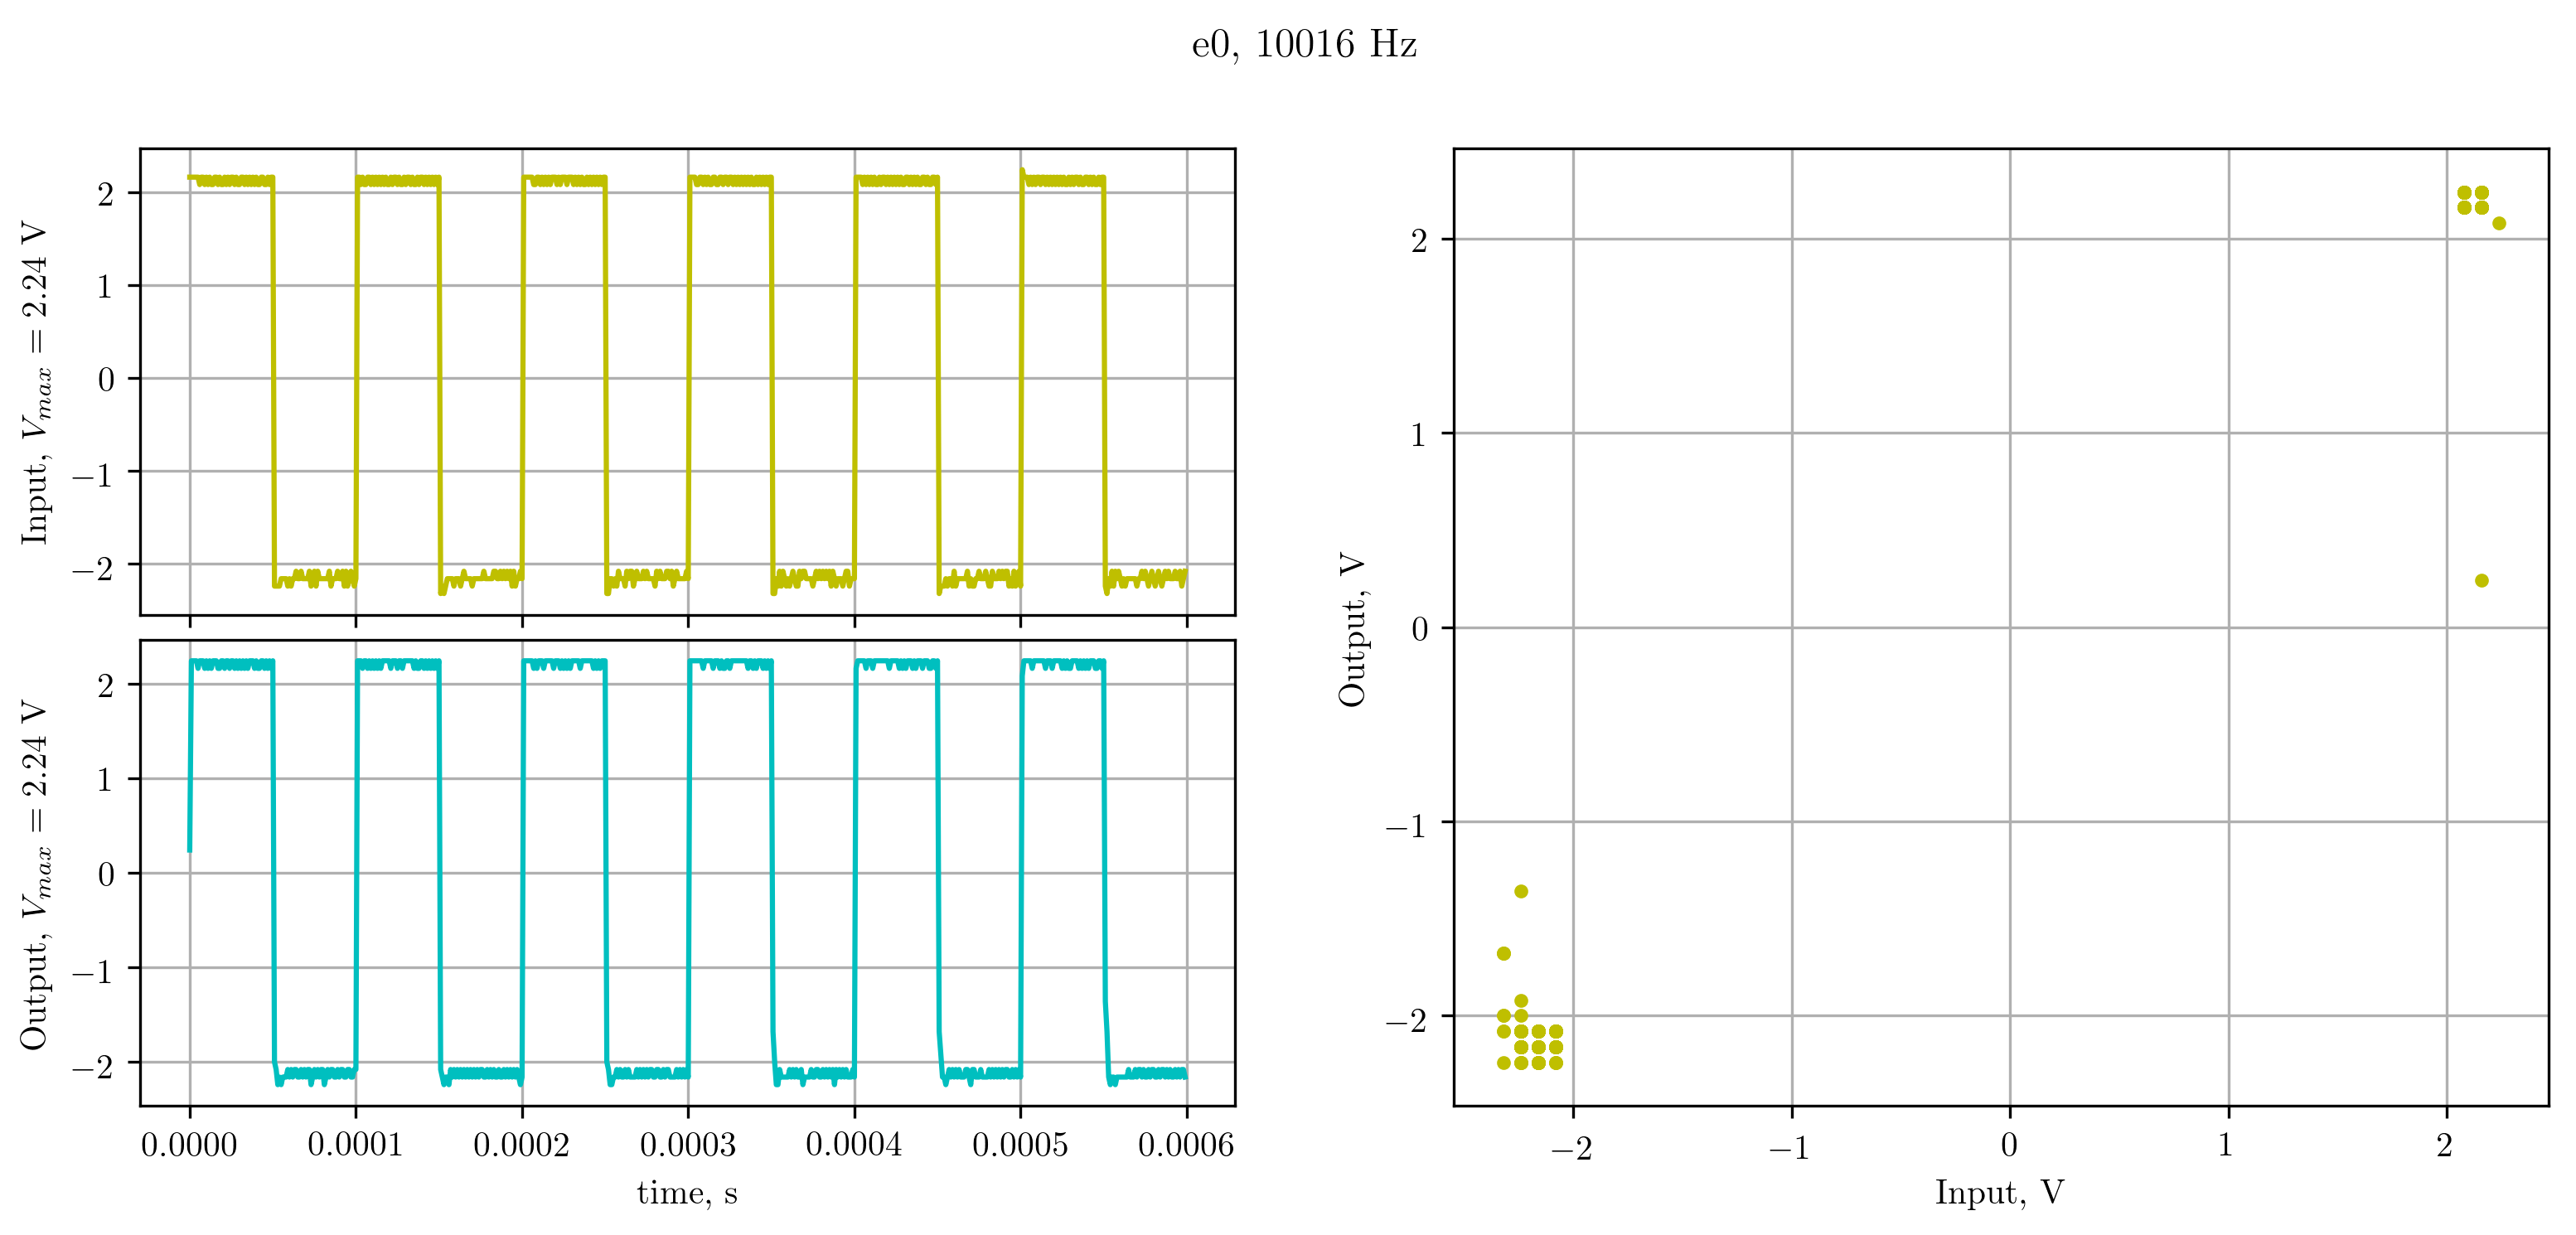 e0, 10016 Hz
Input, Vmax = 2.24 V
2
1
0
−1
−2
Output, Vmax = 2.24 V
2
1
0
−1
−2
0.0000 0.0001 0.0002 0.0003 0.0004 0.0005 0.0006
time, s
Output, V
2
1
0
−1
−2
−2 −1 0 1 2
Input, V